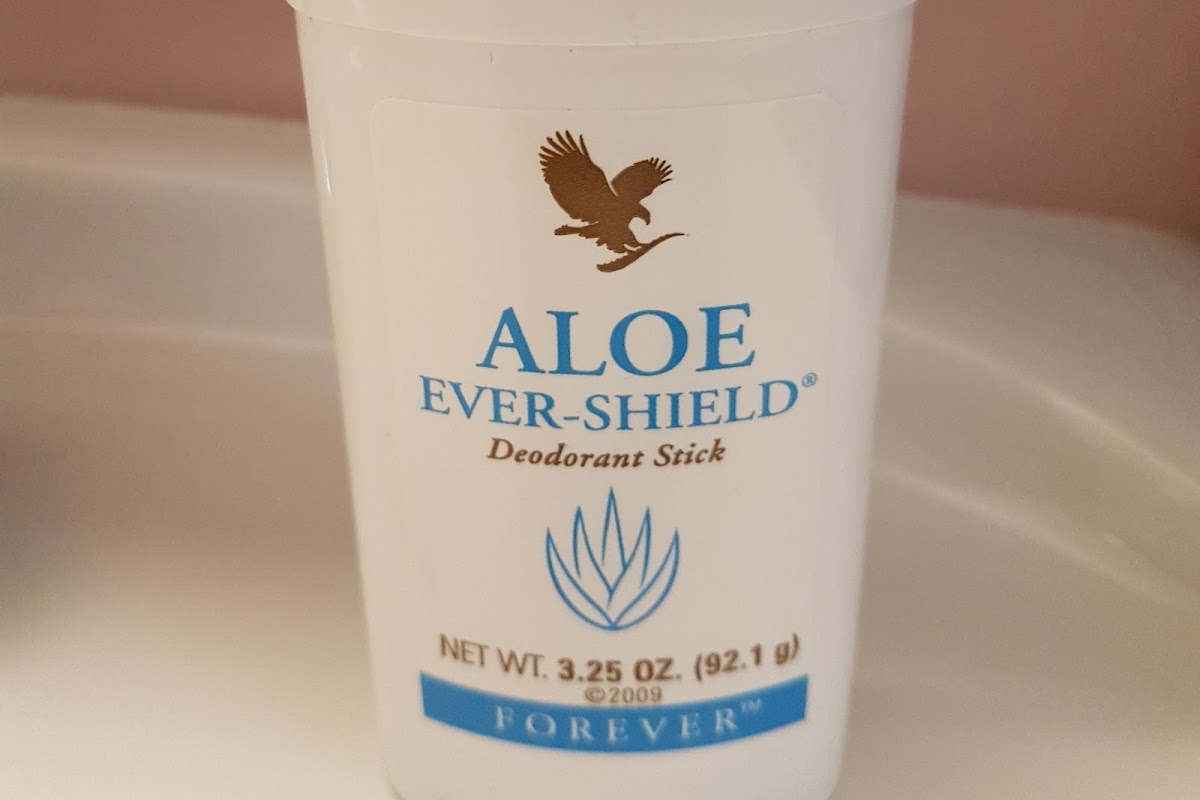 ALOE
EVER-SHIELD®
Deodorant Stick
NET WT. 3.25 OZ. (92.1 g)
©2009
FOREVER™